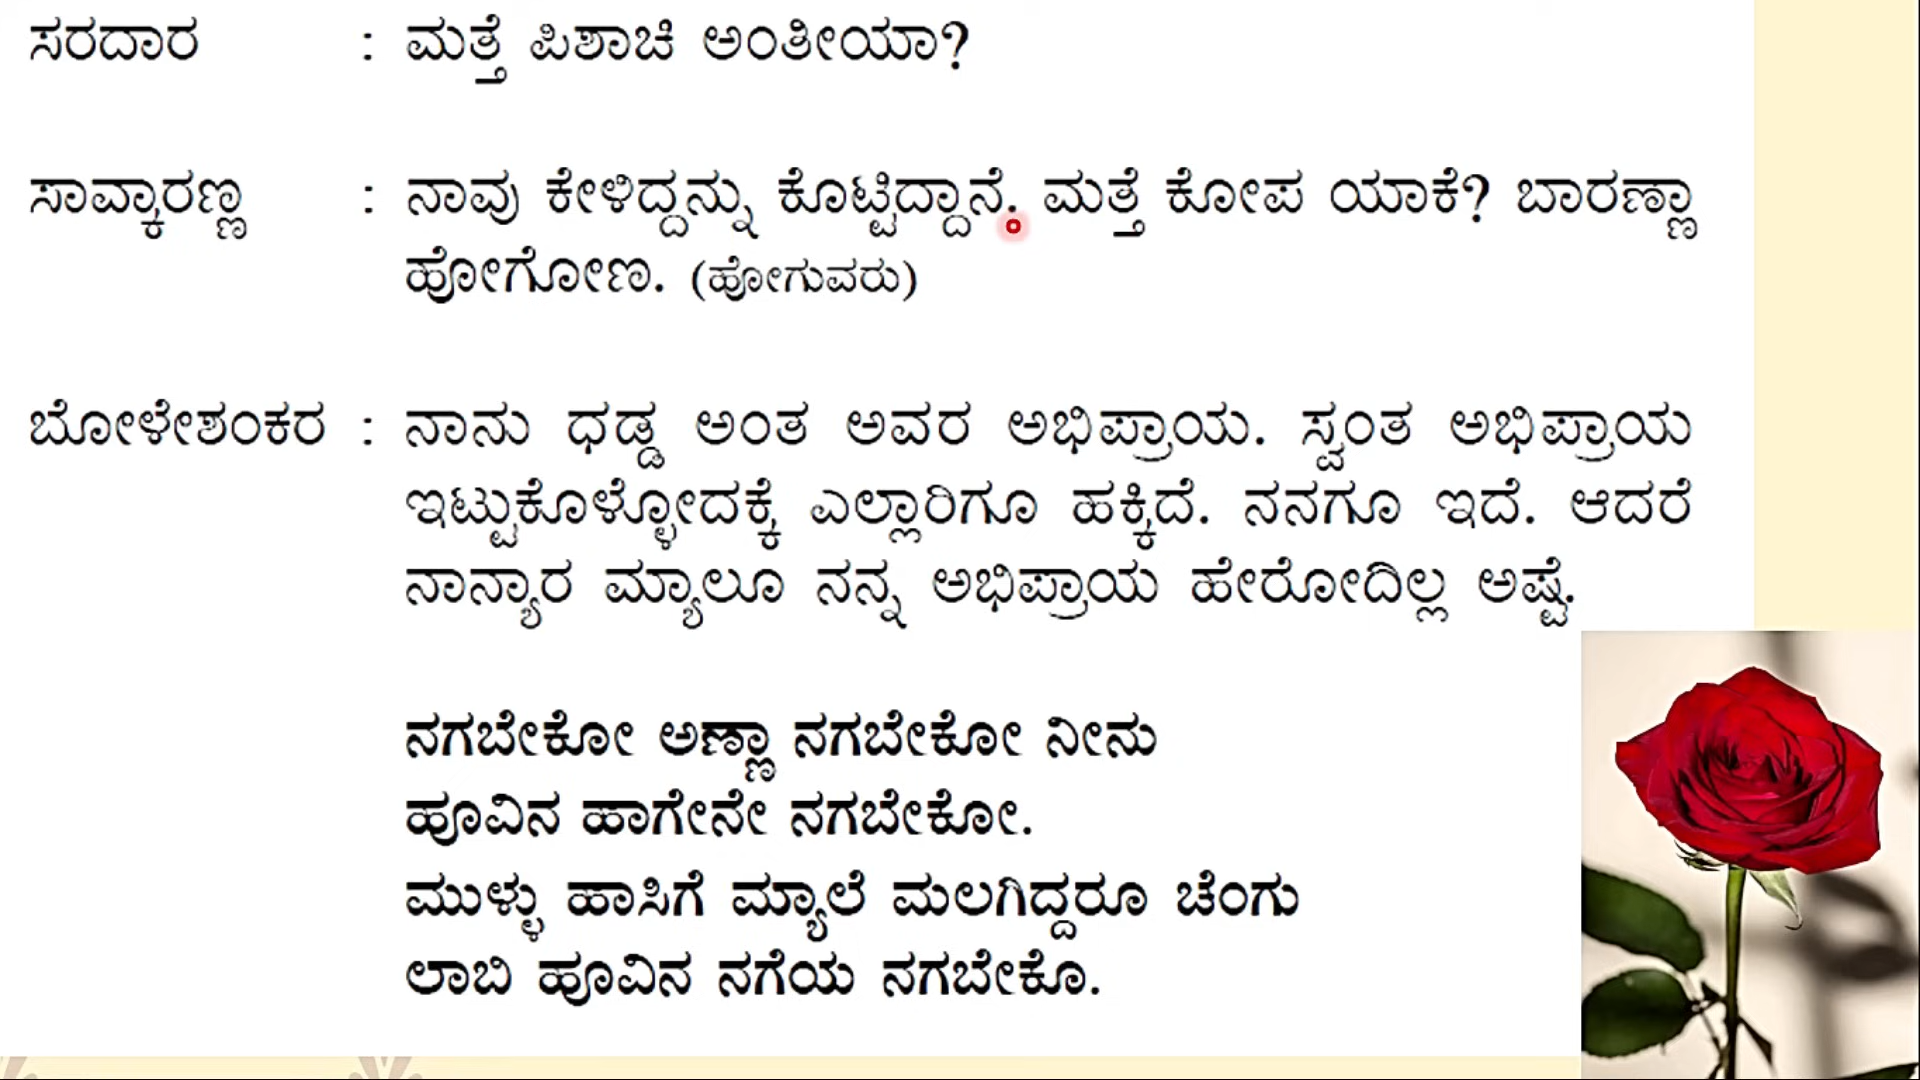 ಸರದಾರ : ಮತ್ತೆ ಪಿಶಾಚಿ ಅಂತೀಯಾ?
ಸಾವ್ಕಾರಣ್ಣ : ನಾವು ಕೇಳಿದ್ದನ್ನು ಕೊಟ್ಟಿದ್ದಾನೆ. ಮತ್ತೆ ಕೋಪ ಯಾಕೆ? ಬಾರಣ್ಣಾ
ಹೋಗೋಣ. (ಹೋಗುವರು)
ಬೋಳೇಶಂಕರ : ನಾನು ಧಡ್ಡ ಅಂತ ಅವರ ಅಭಿಪ್ರಾಯ. ಸ್ವಂತ ಅಭಿಪ್ರಾಯ
ಇಟ್ಟುಕೊಳ್ಳೋದಕ್ಕೆ ಎಲ್ಲಾರಿಗೂ ಹಕ್ಕಿದೆ. ನನಗೂ ಇದೆ. ಆದರೆ
ನಾನ್ಯಾರ ಮ್ಯಾಲೂ ನನ್ನ ಅಭಿಪ್ರಾಯ ಹೇರೋದಿಲ್ಲ ಅಷ್ಟೆ.
ನಗಬೇಕೋ ಅಣ್ಣಾ ನಗಬೇಕೋ ನೀನು
ಹೂವಿನ ಹಾಗೇನೇ ನಗಬೇಕೋ.
ಮುಳ್ಳು ಹಾಸಿಗೆ ಮ್ಯಾಲೆ ಮಲಗಿದ್ದರೂ ಚೆಂಗು
ಲಾಬಿ ಹೂವಿನ ನಗೆಯ ನಗಬೇಕೊ.